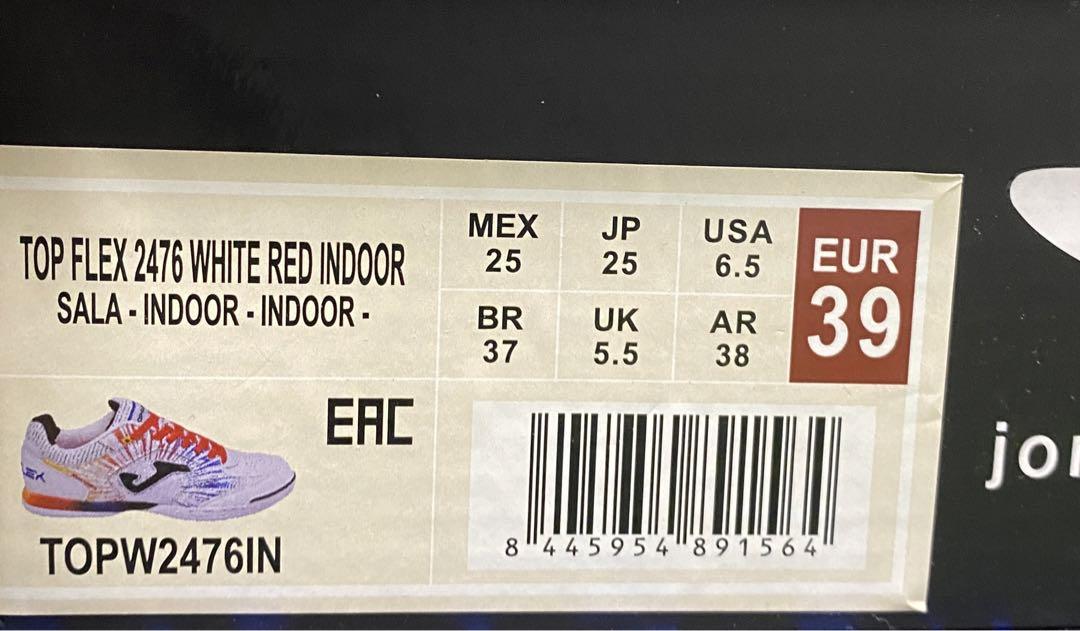 TOP FLEX 2476 WHITE RED INDOOR
SALA - INDOOR - INDOOR -
MEX
25
JP
25
USA
6.5
BR
37
UK
5.5
AR
38
EUR
39
EAC
TOPW2476IN
8 445954 891564